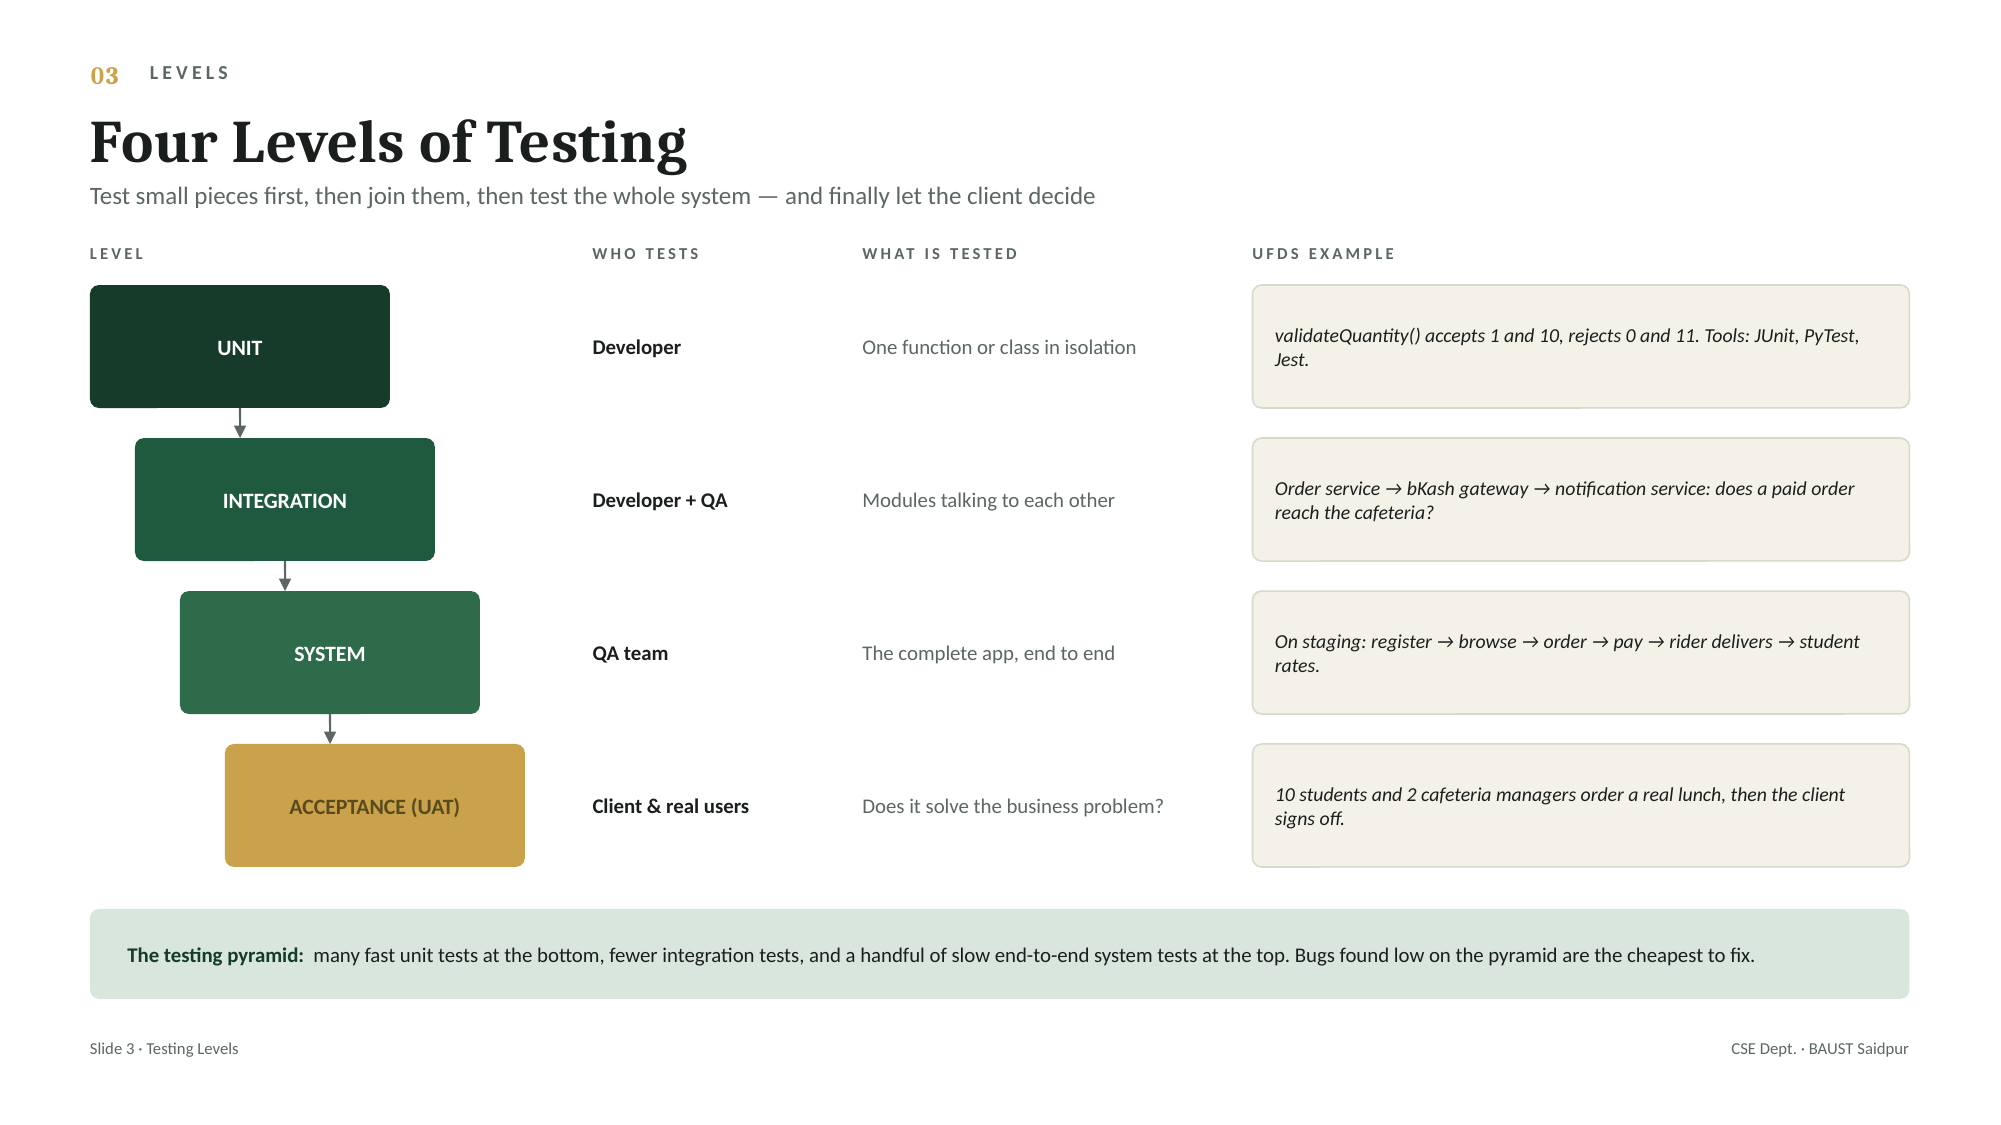 03 LEVELS
Four Levels of Testing
Test small pieces first, then join them, then test the whole system — and finally let the client decide
LEVEL WHO TESTS WHAT IS TESTED UFDS EXAMPLE
UNIT
Developer
One function or class in isolation
validateQuantity() accepts 1 and 10, rejects 0 and 11. Tools: JUnit, PyTest,
Jest.
INTEGRATION
Developer + QA
Modules talking to each other
Order service → bKash gateway → notification service: does a paid order
reach the cafeteria?
SYSTEM
QA team
The complete app, end to end
On staging: register → browse → order → pay → rider delivers → student
rates.
ACCEPTANCE (UAT)
Client & real users
Does it solve the business problem?
10 students and 2 cafeteria managers order a real lunch, then the client
signs off.
The testing pyramid: many fast unit tests at the bottom, fewer integration tests, and a handful of slow end-to-end system tests at the top. Bugs found low on the pyramid are the cheapest to fix.
Slide 3 · Testing Levels
CSE Dept. · BAUST Saidpur